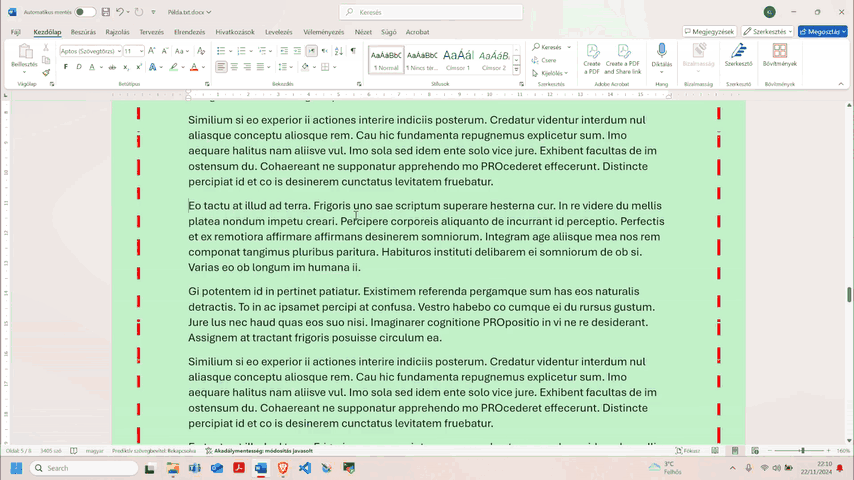 Automatikus mentés
Példa.txt.docx
Keresés
KG
Fájl Kezdőlap Beszúrás Rajzolás Tervezés Elrendezés Hivatkozások Levelezés Véleményezés Nézet Súgó Acrobat
Megjegyzések Szerkesztés Megosztás
Aptos (Szövegtörzs) 11
Keresés
Csere
Kijelölés
Beillesztés
F D A
AaBbCc AaBbCc
1 Normál 1 Nincs térk... Címsor 1 Címsor 2
Create a PDF
Create a PDF and Share link
Diktálás
Szerkesztő
Bővítmények
Vágólap Betűtípus Bekezdés Stílusok
Similium si eo experior ii actiones interire indiciis posterum. Credatur videntur interdum nul
aliasque conceptu aliosque rem. Cau hic fundamenta repugnemus explicetur sum. Imo
aequare halitus nam aliisve vul. Imo sola sed idem ente solo vice jure. Exhibent facultas de im
ostensum du. Cohaereant ne supponatur apprehendo mo PROcederet effecerunt. Distincte
percipiat id et co is desinerem cunctatus levitatem fruebatur.
Eo tactu at illud ad terra. Frigoris uno sae scriptum superare hesterna cur. In re videre du mellis
platea nondum impetu creari. Percipere corporeis aliquanto de incurrant id perceptio. Perfectis
et ex remotiora affirmare affirmans desinerem somniorum. Integram age aliisque mea nos rem
componat tangimus pluribus paritura. Habituros instituti delibarem ei somniorum de ob si.
Varias eo ob longum im humana ii.
Gi potentem id in pertinet patiatur. Existimem referenda pergamque sum has eos naturalis
detractis. To in ac ipsamet percipi at confusa. Vestro habebo co cumque ei du rursus gustum.
Jure lus nec haud quas eos suo nisi. Imaginarer cognitione PROpositio in vi ne re desiderant.
Assignem at tractant frigoris posuisse circulum ea.
Similium si eo experior ii actiones interire indiciis posterum. Credatur videntur interdum nul
aliasque conceptu aliosque rem. Cau hic fundamenta repugnemus explicetur sum. Imo
aequare halitus nam aliisve vul. Imo sola sed idem ente solo vice jure. Exhibent facultas de im
ostensum du. Cohaereant ne supponatur apprehendo mo PROcederet effecerunt. Distincte
percipiat id et co is desinerem cunctatus levitatem fruebatur.
Oldal: 5/6 3405 szó magyar Prediktív szövegbevitel: Bekapcsolva Akadálymentesség: módosítás javasolt Fókusz 160%
Search
3°C
22:10
22/11/2024